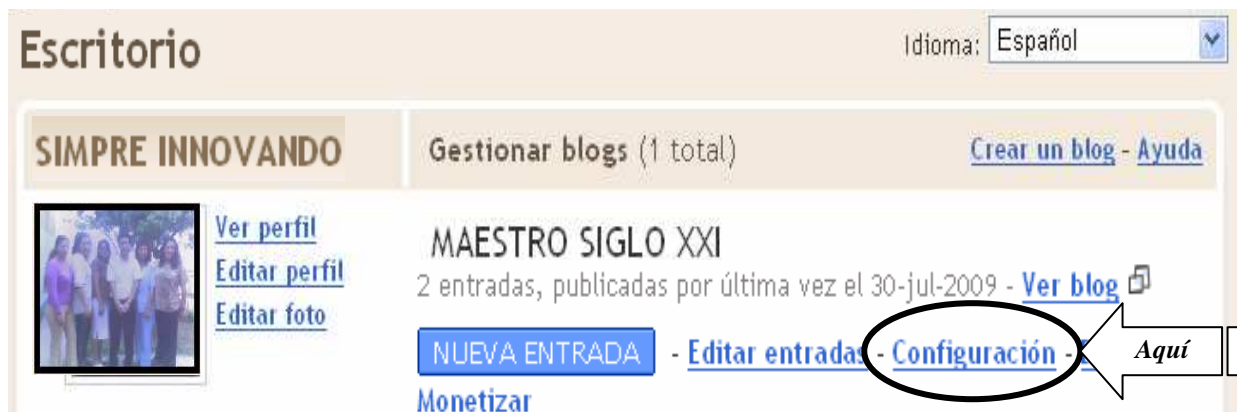 Escritorio
Idioma: Español
SIMPRE INNOVANDO
Gestionar blogs (1 total)
Crear un blog - Ayuda
Ver perfil
Editar perfil
Editar foto
MAESTRO SIGLO XXI
2 entradas, publicadas por última vez el 30-jul-2009 - Ver blog
NUEVA ENTRADA - Editar entradas - Configuración -
Aquí
Monetizar